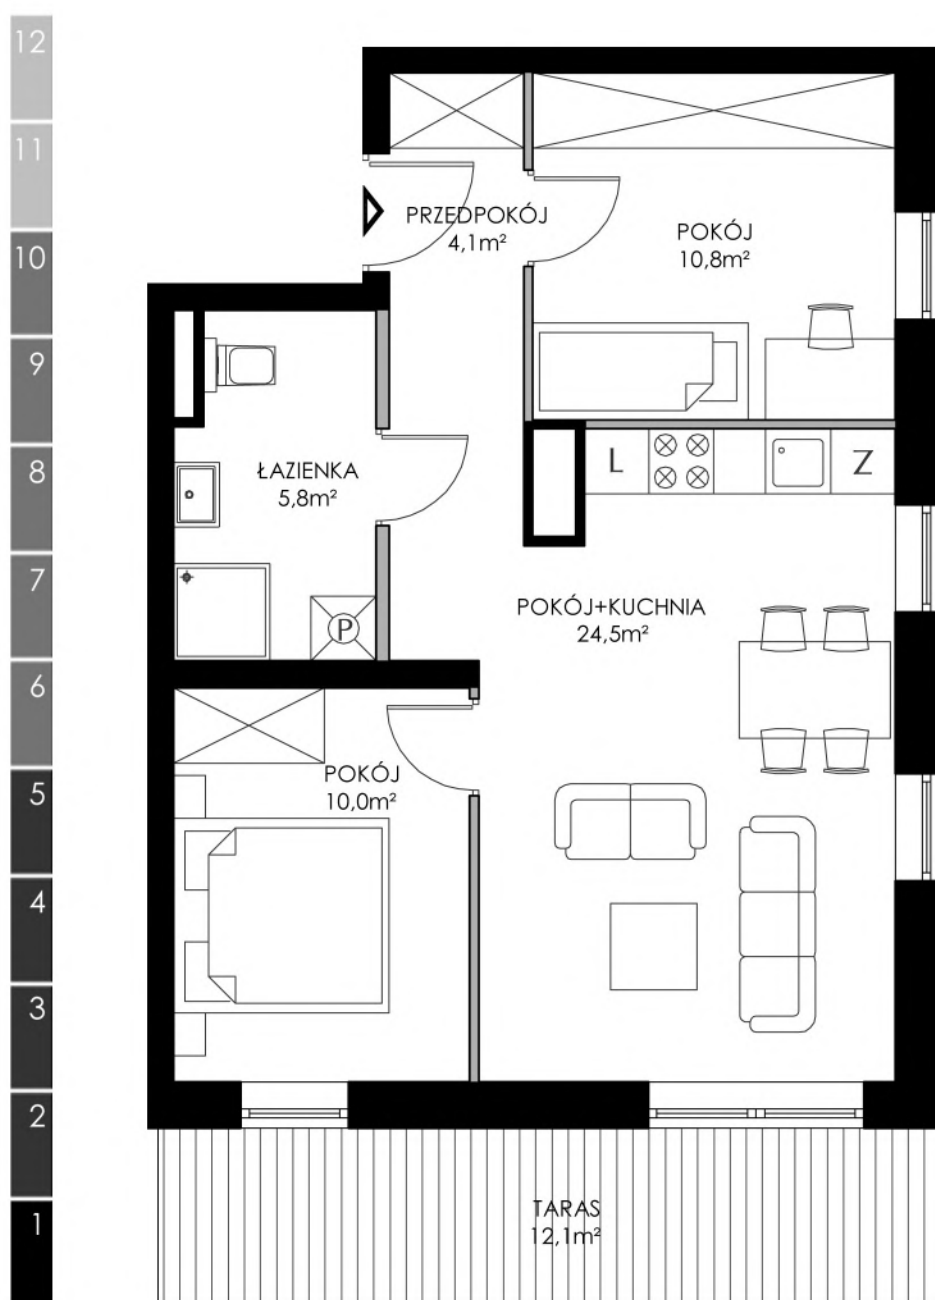 12
11
10
9
8
7
6
5
4
3
2
1
PRZEDPOKÓJ
4,1m²
POKÓJ
10,8m²
ŁAZIENKA
5,8m²
L
Z
P
POKÓJ+KUCHNIA
24,5m²
POKÓJ
10,0m²
TARAS
12,1m²